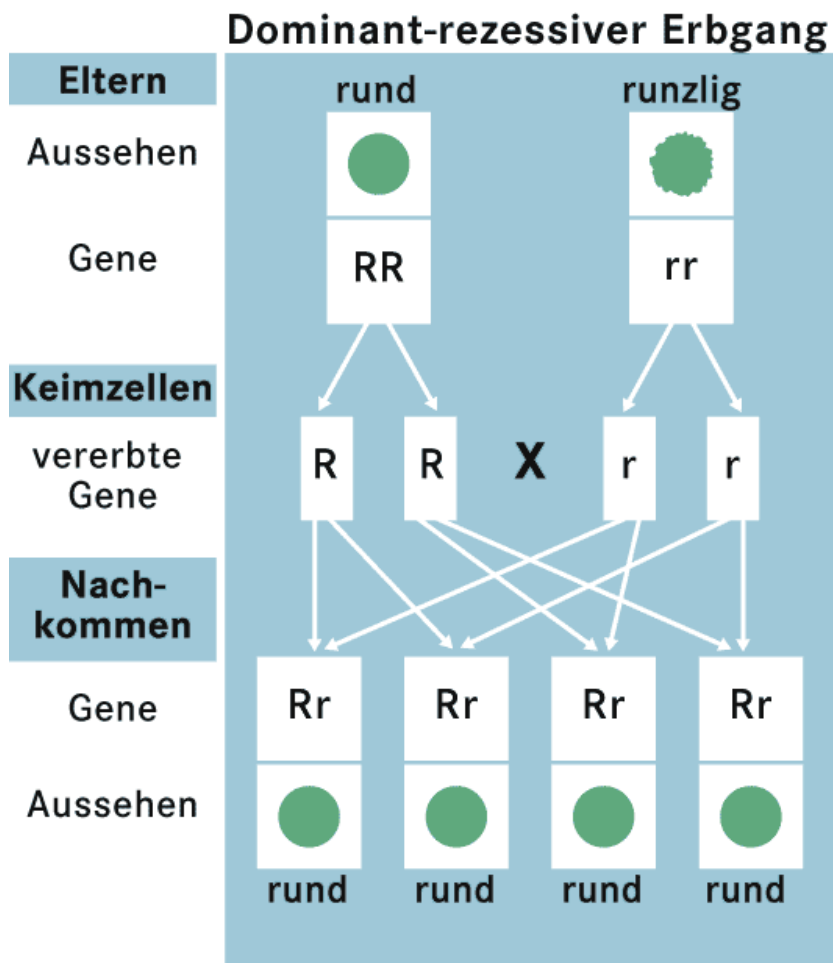 Dominant-rezessiver Erbgang
Eltern
rund runzlig
Aussehen
Gene RR rr
Keimzellen
vererbte
Gene
R R X r r
Nach-
kommen
Gene Rr Rr Rr Rr
Aussehen
rund rund rund rund